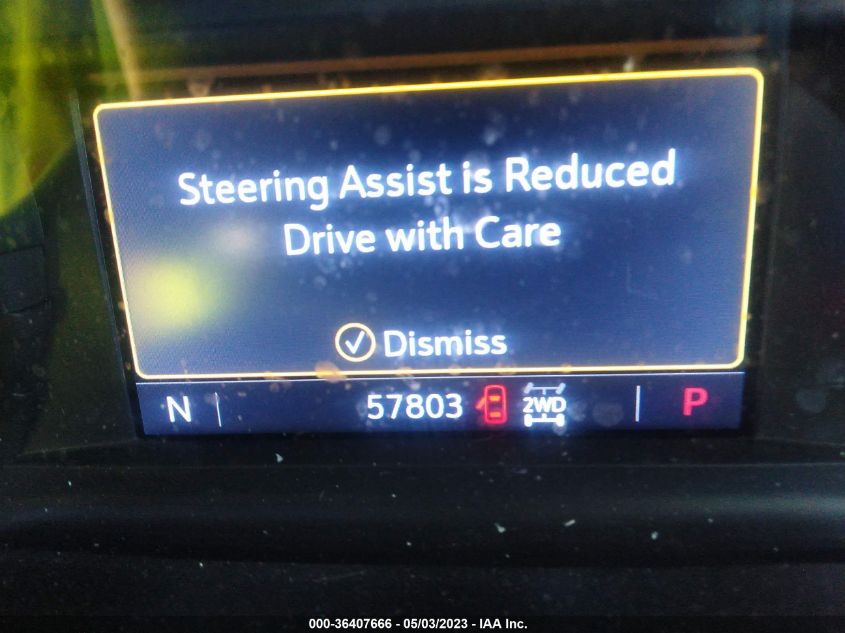 Steering Assist is Reduced
Drive with Care
Dismiss
N 57803 2WD P
000-36407666 - 05/03/2023 - IAA Inc.